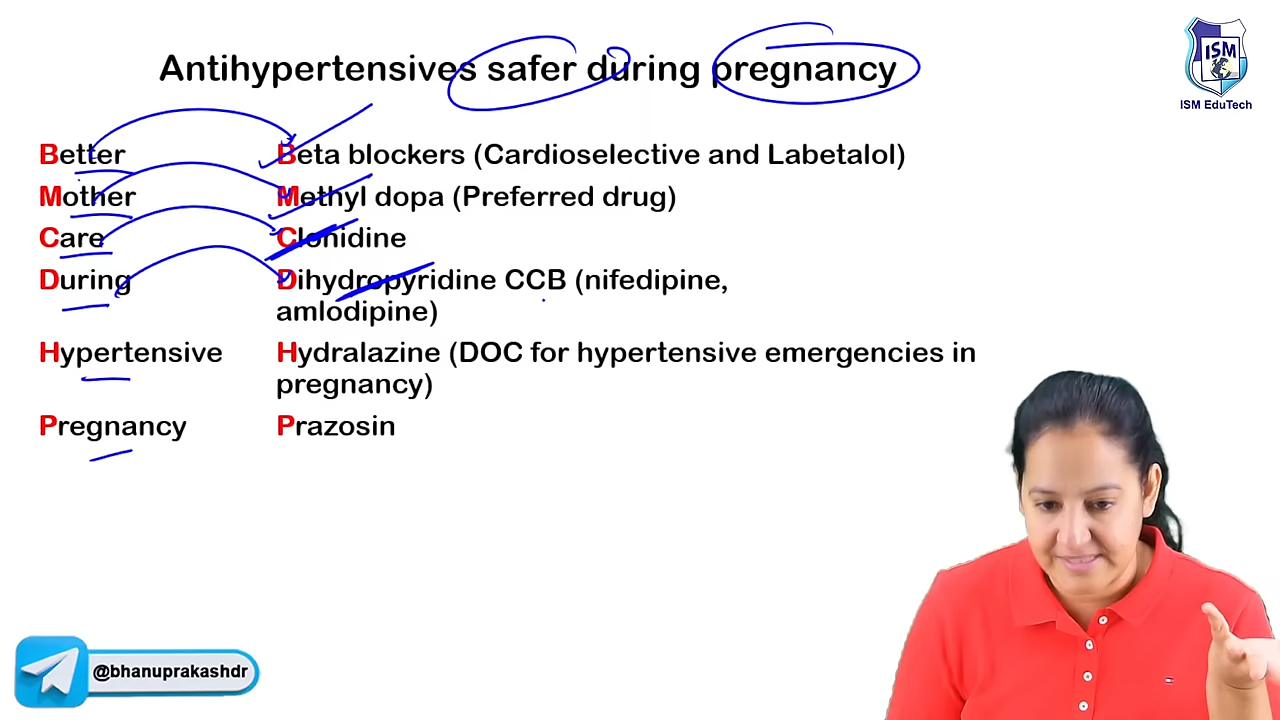 Antihypertensives safer during pregnancy
ISM
ISM EduTech
Better Beta blockers (Cardioselective and Labetalol)
Mother Methyl dopa (Preferred drug)
Care Clonidine
During Dihydropyridine CCB (nifedipine,
amlodipine)
Hypertensive Hydralazine (DOC for hypertensive emergencies in
pregnancy)
Pregnancy Prazosin
@bhanuprakashdr